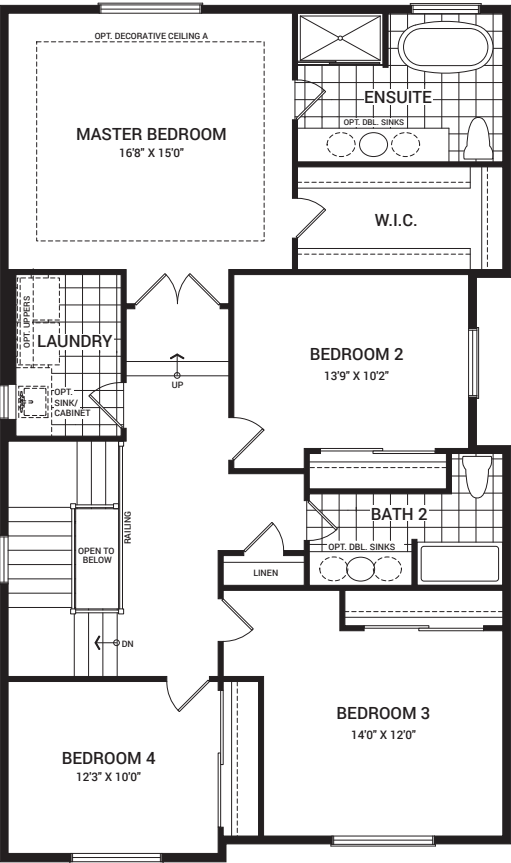 OPT. DECORATIVE CEILING A
MASTER BEDROOM
16'8" X 15'0"
ENSUITE
OPT. DBL. SINKS
W.I.C.
OPT. UPPERS
LAUNDRY
OPT.
SINK/
CABINET
UP
BEDROOM 2
13'9" X 10'2"
RAILING
OPEN TO
BELOW
BATH 2
OPT. DBL. SINKS
LINEN
DN
BEDROOM 3
14'0" X 12'0"
BEDROOM 4
12'3" X 10'0"